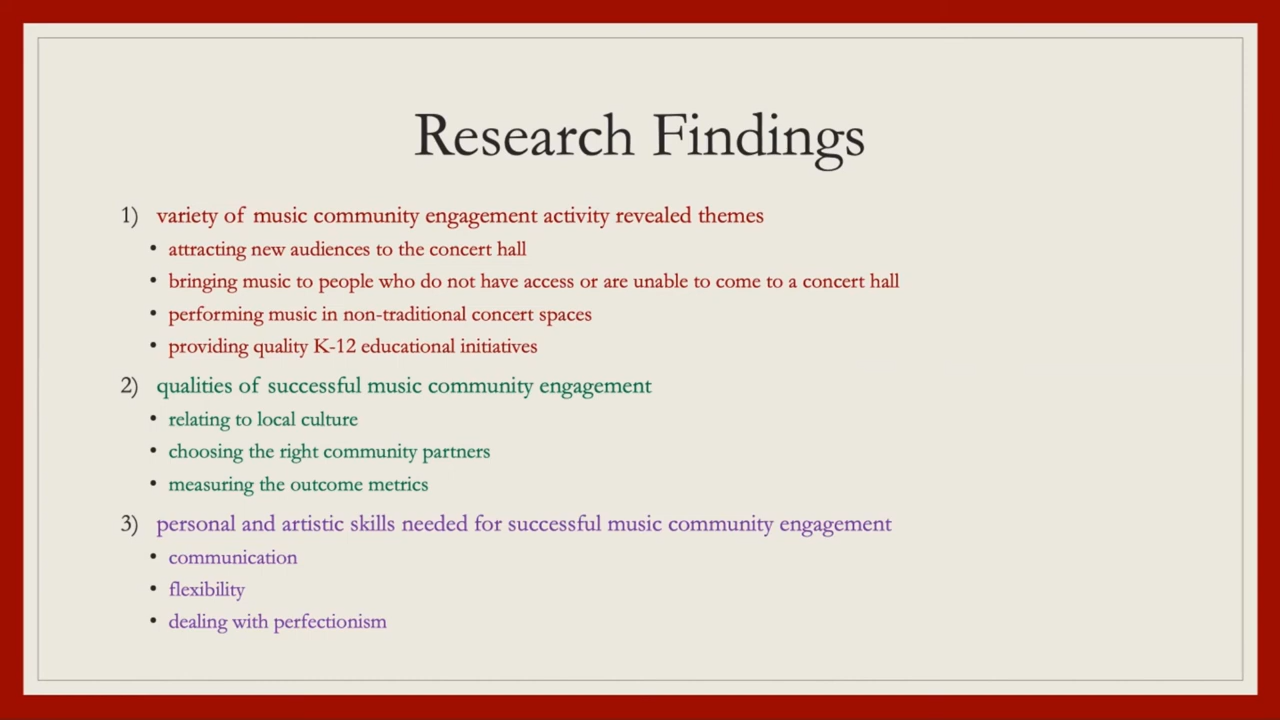 Research Findings
1) variety of music community engagement activity revealed themes
• attracting new audiences to the concert hall
• bringing music to people who do not have access or are unable to come to a concert hall
• performing music in non-traditional concert spaces
• providing quality K-12 educational initiatives
2) qualities of successful music community engagement
• relating to local culture
• choosing the right community partners
• measuring the outcome metrics
3) personal and artistic skills needed for successful music community engagement
• communication
• flexibility
• dealing with perfectionism